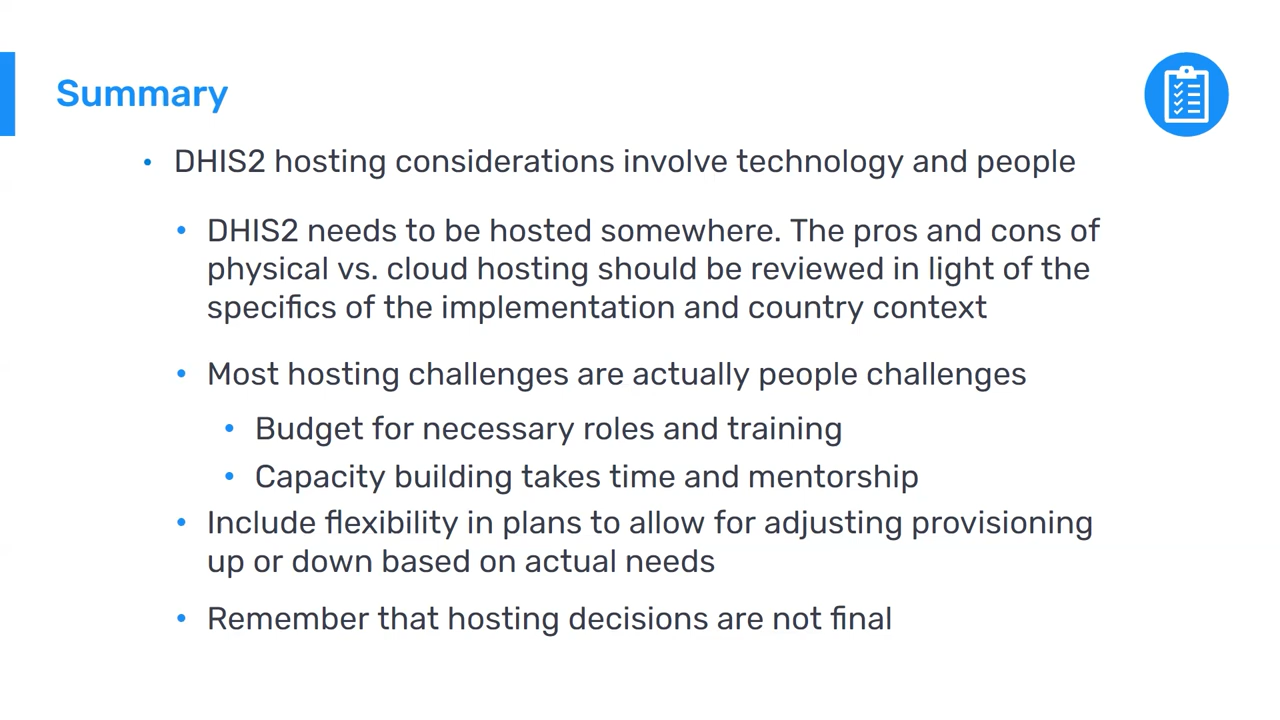 Summary
• DHIS2 hosting considerations involve technology and people
• DHIS2 needs to be hosted somewhere. The pros and cons of
physical vs. cloud hosting should be reviewed in light of the
specifics of the implementation and country context
• Most hosting challenges are actually people challenges
• Budget for necessary roles and training
• Capacity building takes time and mentorship
• Include flexibility in plans to allow for adjusting provisioning
up or down based on actual needs
• Remember that hosting decisions are not final